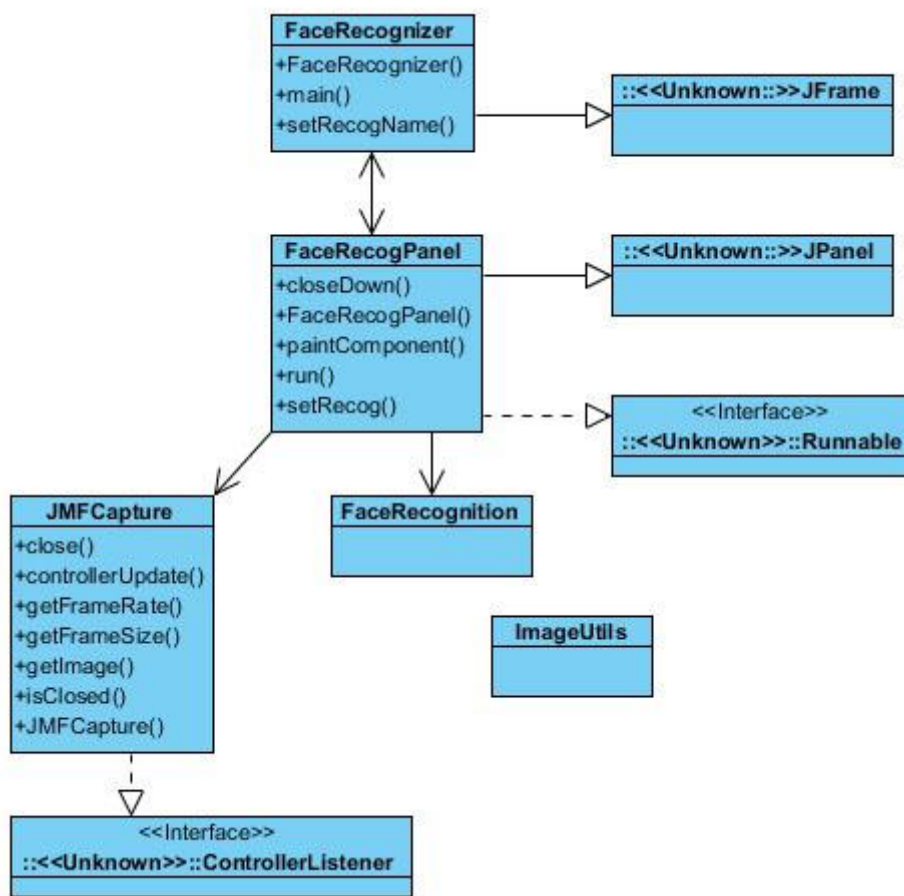 FaceRecognizer
+FaceRecognizer()
+main()
+setRecogName()
::<<Unknown::>>JFrame
FaceRecogPanel
+closeDown()
+FaceRecogPanel()
+paintComponent()
+run()
+setRecog()
::<<Unknown::>>JPanel
<<Interface>>
::<<Unknown>>::Runnable
JMFCapture
+close()
+controllerUpdate()
+getFrameRate()
+getFrameSize()
+getImage()
+isClosed()
+JMFCapture()
FaceRecognition
ImageUtils
<<Interface>>
::<<Unknown>>::ControllerListener